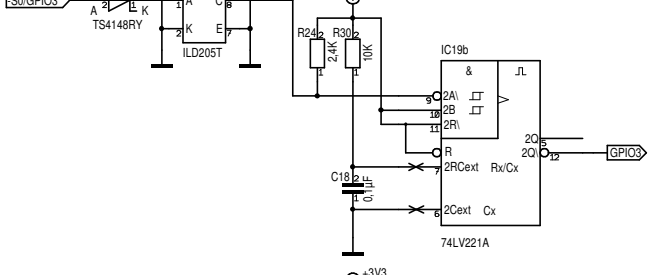 -S0/GPIO3
A 2 1 K
TS4148RY
1 A
C 8
2 K
E 7
ILD205T
R24 2
2,4K
1
R30 2
10K
1
IC19b
&
9 2A\
10 2B
11 2R\
R
2Q 5
2Q\ 12
GPIO3
7 2RCext Rx/Cx
C18 2
0,1µF
1
6 2Cext Cx
74LV221A
+3V3